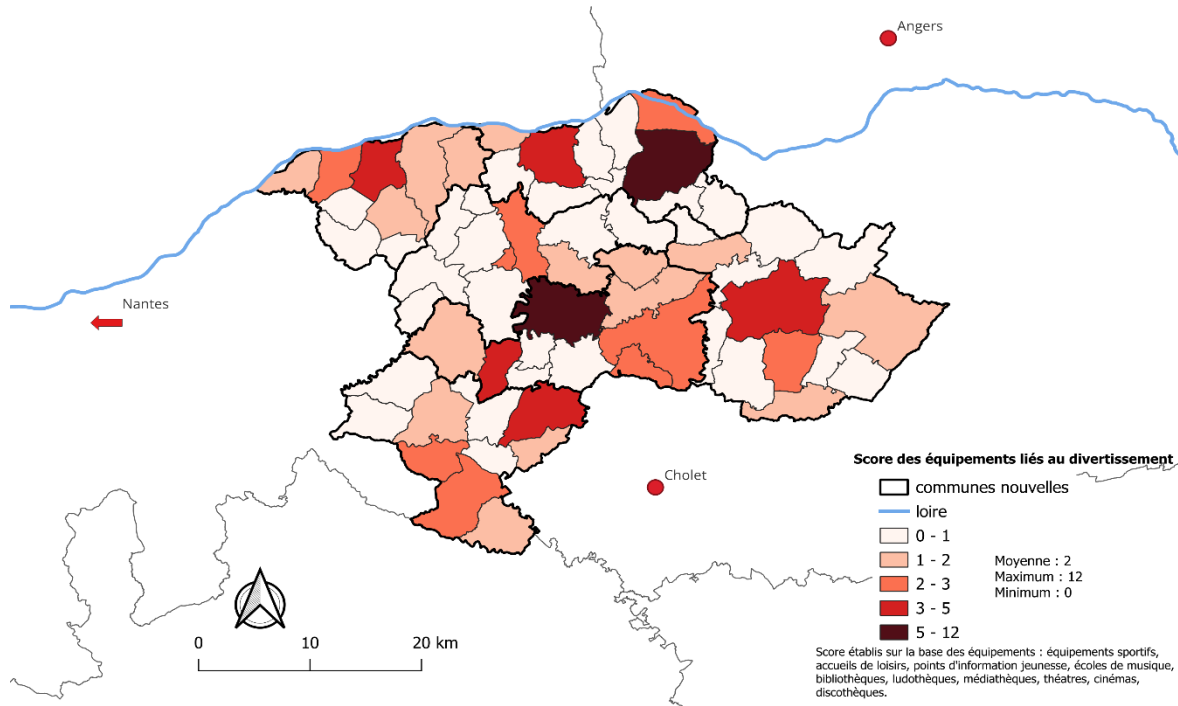 Angers
Nantes
Cholet
Score des équipements liés au divertissement
communes nouvelles
loire
0 - 1
1 - 2
2 - 3
3 - 5
5 - 12
Moyenne : 2
Maximum : 12
Minimum : 0
0 10 20 km
Score établis sur la base des équipements : équipements sportifs,
accueils de loisirs, points d'information jeunesse, écoles de musique,
bibliothèques, ludothèques, médiathèques, théatres, cinémas,
discothèques.